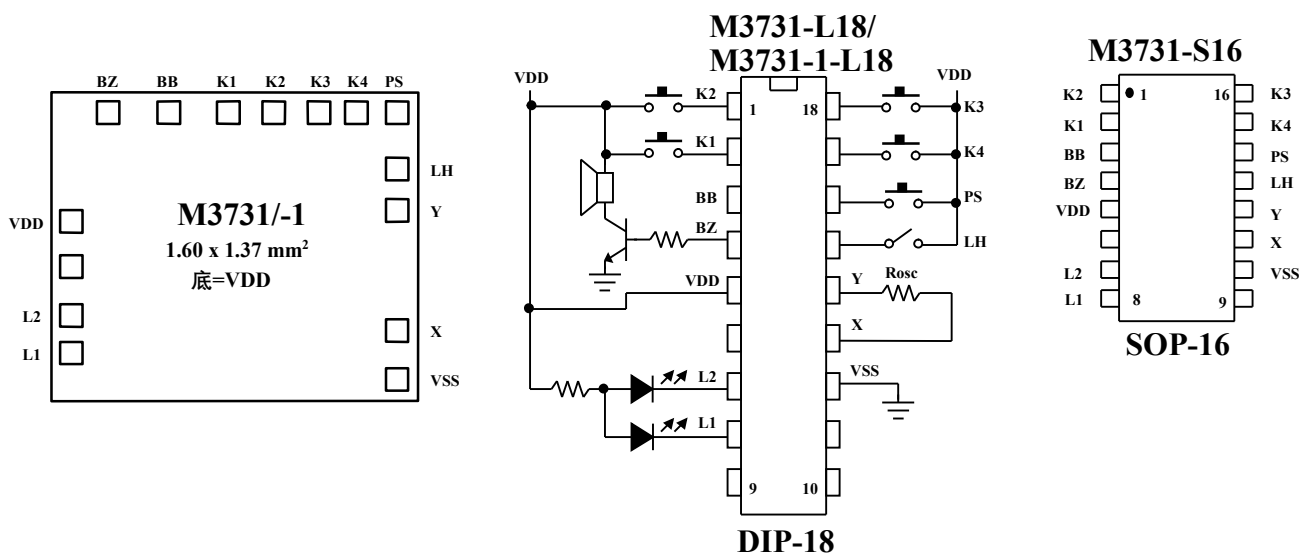 BZ BB K1 K2 K3 K4 PS
LH
Y
VDD
M3731/-1
1.60 x 1.37 mm²
底=VDD
L2
L1
X
VSS
M3731-L18/
M3731-1-L18
VDD
VDD
K2
1
18
K3
K1
K4
BB
PS
BZ
LH
VDD
Y
Rosc
X
L2
VSS
L1
9
10
DIP-18
M3731-S16
K2
1
16
K3
K1
K4
BB
PS
BZ
LH
VDD
Y
X
L2
VSS
L1
8
9
SOP-16